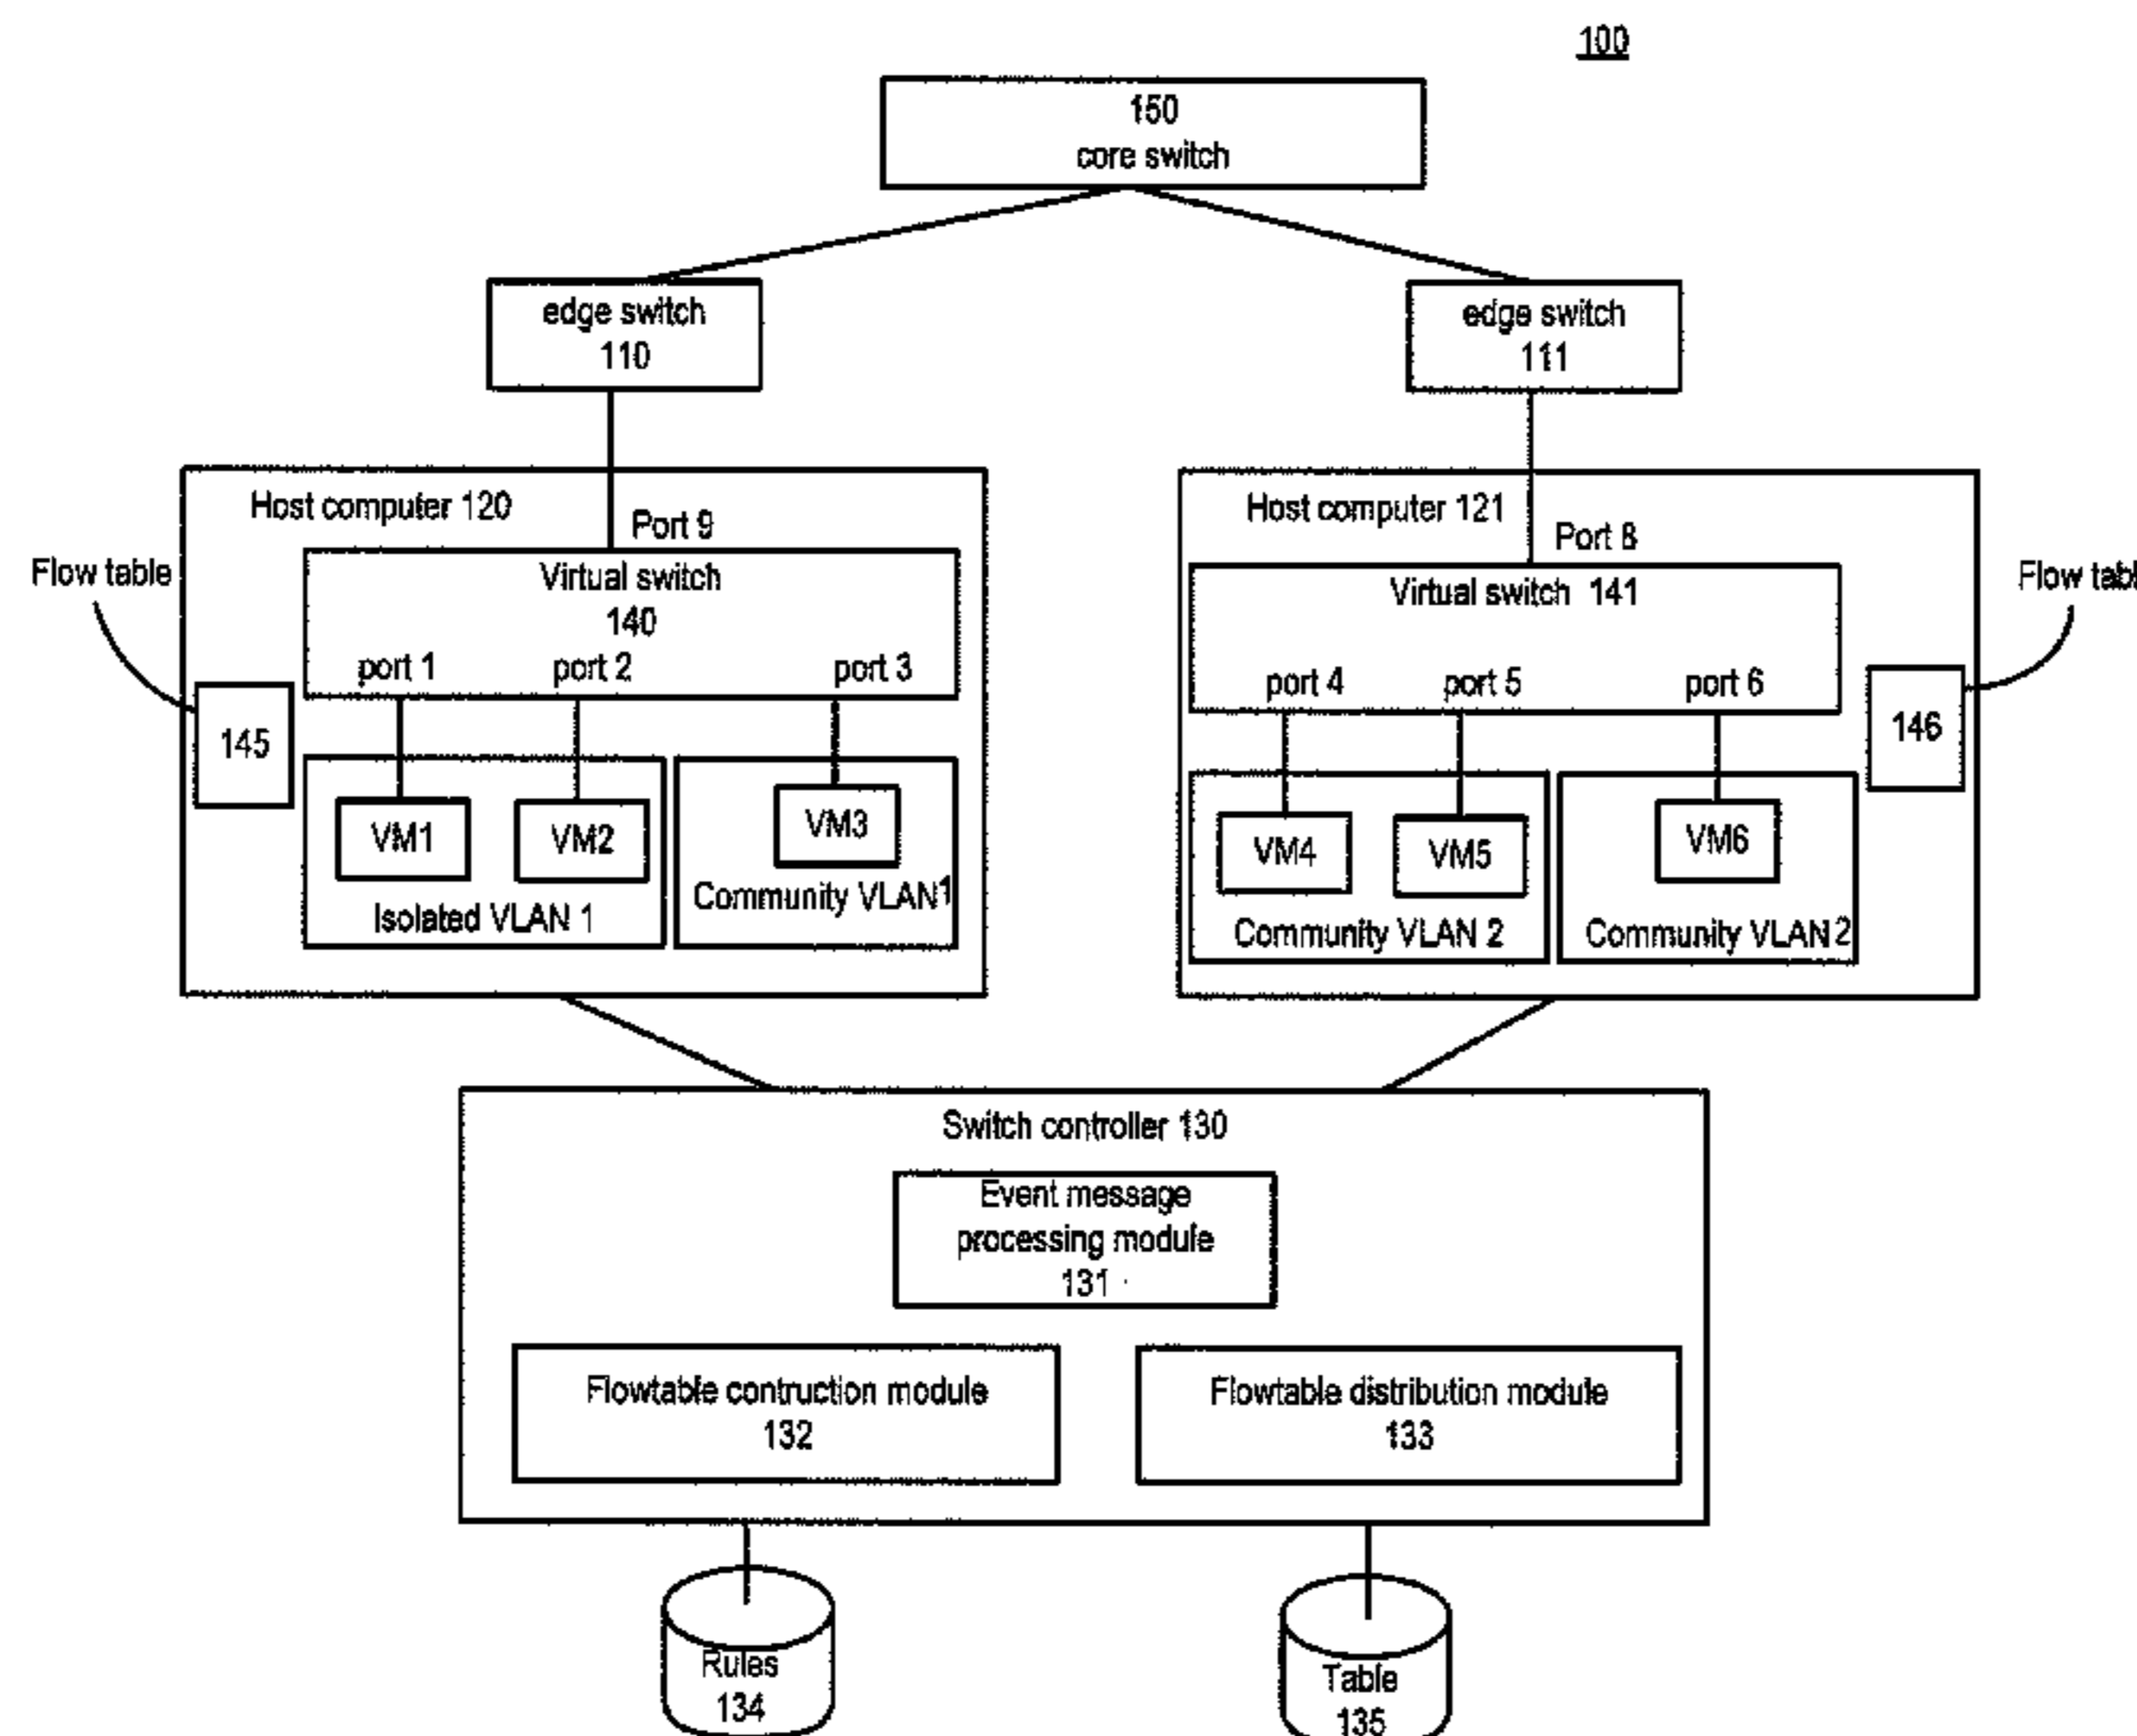 100
150
core switch
edge switch
110
edge switch
111
Host computer 120
Port 9
Flow table
Virtual switch
140
port 1
port 2
port 3
145
VM1
VM2
VM3
Isolated VLAN 1
Community VLAN 1
Host computer 121
Port 8
Flow tabl
Virtual switch 141
port 4
port 5
port 6
146
VM4
VM5
VM6
Community VLAN 2
Community VLAN 2
Switch controller 130
Event message
processing module
131
Flowtable contruction module
132
Flowtable distribution module
133
Rules
134
Table
135